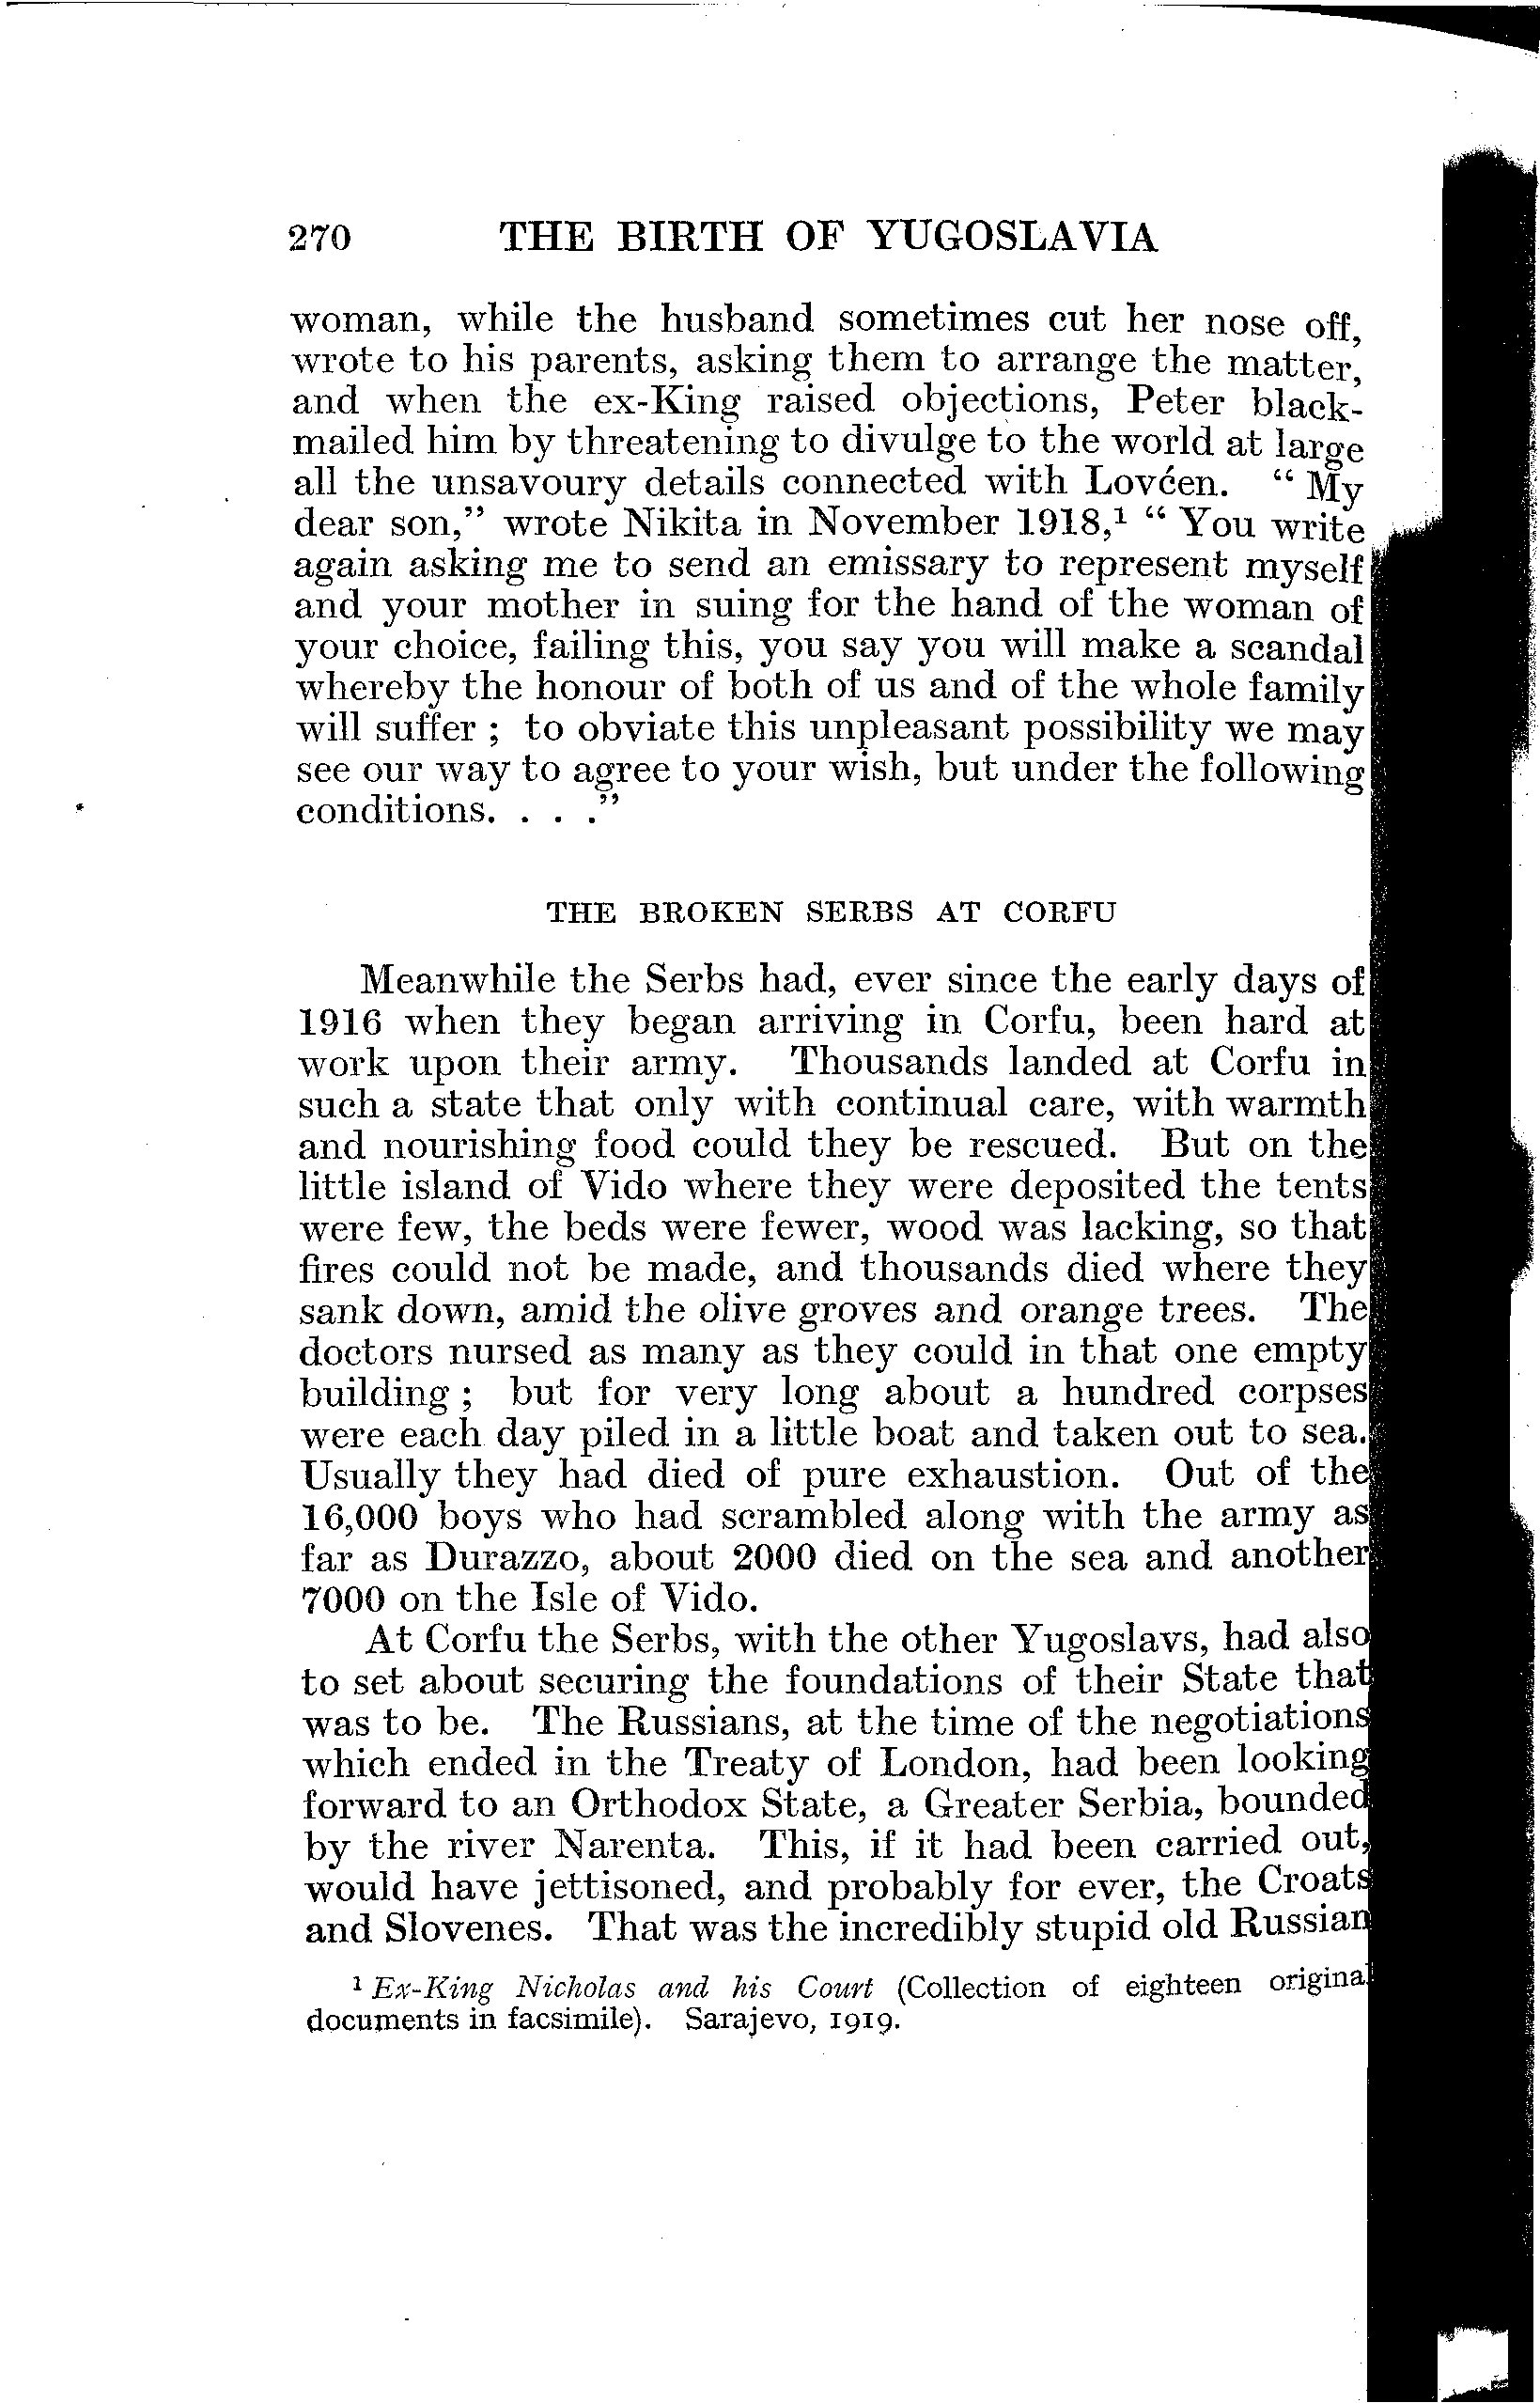 270 THE BIRTH OF YUGOSLAVIA
woman, while the husband sometimes cut her nose off,
wrote to his parents, asking them to arrange the matter,
and when the ex-King raised objections, Peter black-
mailed him by threatening to divulge to the world at large
all the unsavoury details connected with Lovćen. “ My
dear son,” wrote Nikita in November 1918,¹ “ You write
again asking me to send an emissary to represent myself
and your mother in suing for the hand of the woman of
your choice, failing this, you say you will make a scandal
whereby the honour of both of us and of the whole family
will suffer ; to obviate this unpleasant possibility we may
see our way to agree to your wish, but under the following
conditions. . . .”
THE BROKEN SERBS AT CORFU
Meanwhile the Serbs had, ever since the early days of
1916 when they began arriving in Corfu, been hard at
work upon their army. Thousands landed at Corfu in
such a state that only with continual care, with warmth
and nourishing food could they be rescued. But on the
little island of Vido where they were deposited the tents
were few, the beds were fewer, wood was lacking, so that
fires could not be made, and thousands died where they
sank down, amid the olive groves and orange trees. The
doctors nursed as many as they could in that one empty
building ; but for very long about a hundred corpses
were each day piled in a little boat and taken out to sea.
Usually they had died of pure exhaustion. Out of the
16,000 boys who had scrambled along with the army as
far as Durazzo, about 2000 died on the sea and another
7000 on the Isle of Vido.
At Corfu the Serbs, with the other Yugoslavs, had also
to set about securing the foundations of their State that
was to be. The Russians, at the time of the negotiations
which ended in the Treaty of London, had been looking
forward to an Orthodox State, a Greater Serbia, bounded
by the river Narenta. This, if it had been carried out,
would have jettisoned, and probably for ever, the Croats
and Slovenes. That was the incredibly stupid old Russian
¹ Ex-King Nicholas and his Court (Collection of eighteen original
documents in facsimile). Sarajevo, 1919.